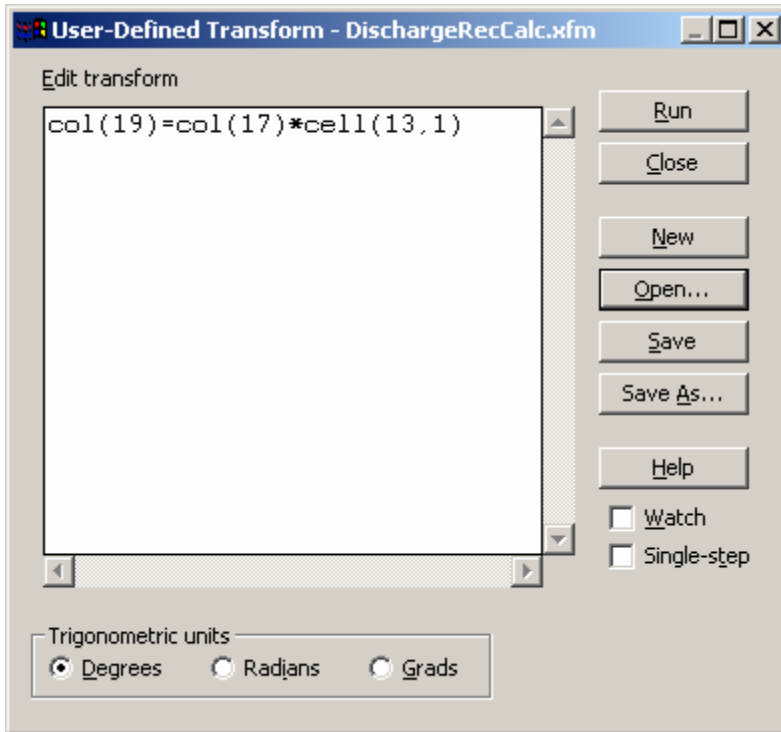 User-Defined Transform - DischargeRecCalc.xfm
Edit transform
col(19)=col(17)*cell(13,1)
Run
Close
New
Open...
Save
Save As...
Help
Watch
Single-step
Trigonometric units
Degrees Radians Grads